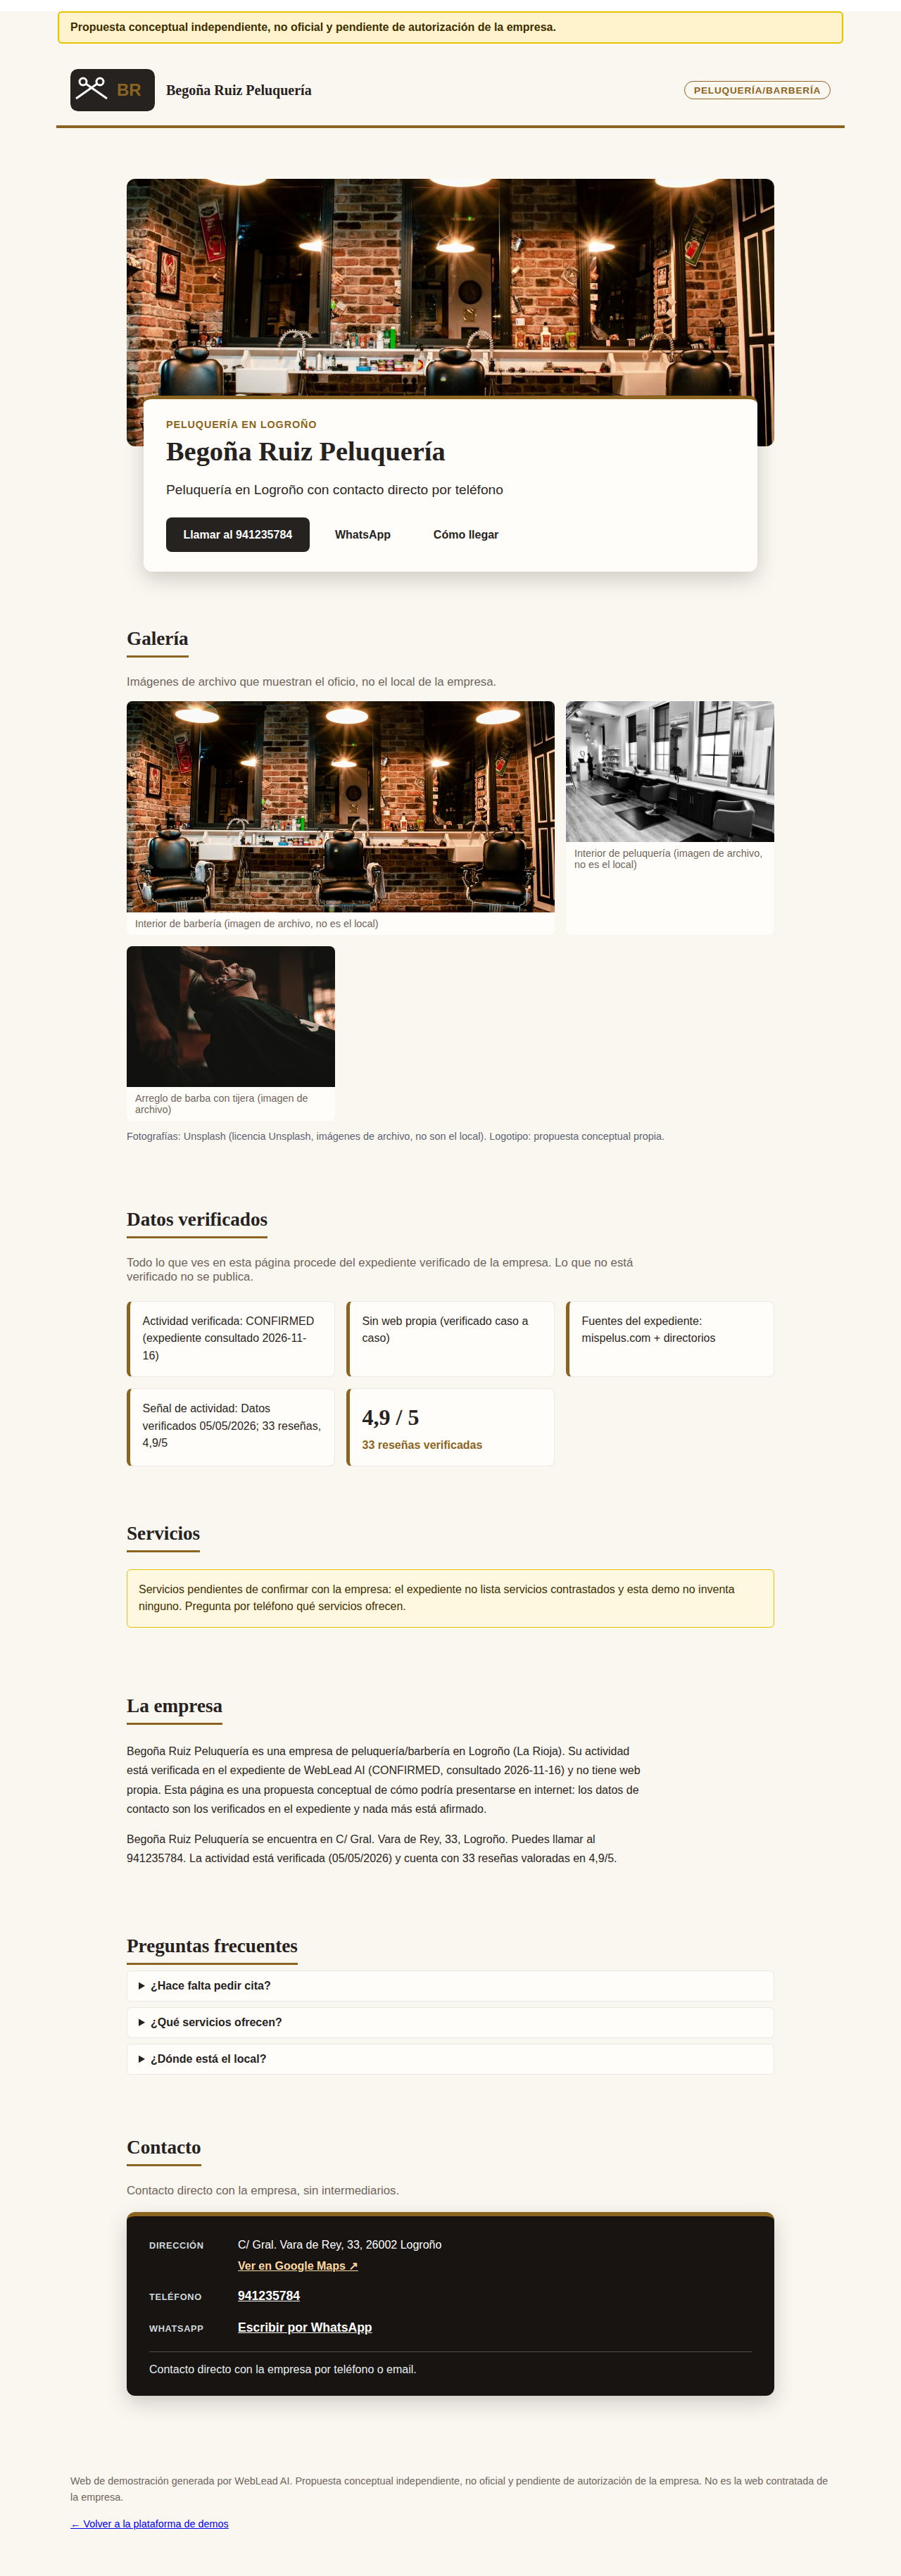 Propuesta conceptual independiente, no oficial y pendiente de autorización de la empresa.
BR
Begoña Ruiz Peluquería
PELUQUERÍA/BARBERÍA
PELUQUERÍA EN LOGROÑO
Begoña Ruiz Peluquería
Peluquería en Logroño con contacto directo por teléfono
Llamar al 941235784
WhatsApp
Cómo llegar
Galería
Imágenes de archivo que muestran el oficio, no el local de la empresa.
Interior de barbería (imagen de archivo, no es el local)
Interior de peluquería (imagen de archivo,
no es el local)
Arreglo de barba con tijera (imagen de
archivo)
Fotografías: Unsplash (licencia Unsplash, imágenes de archivo, no son el local). Logotipo: propuesta conceptual propia.
Datos verificados
Todo lo que ves en esta página procede del expediente verificado de la empresa. Lo que no está
verificado no se publica.
Actividad verificada: CONFIRMED
(expediente consultado 2026-11-
16)
Sin web propia (verificado caso a
caso)
Fuentes del expediente:
mispelus.com + directorios
Señal de actividad: Datos
verificados 05/05/2026; 33 reseñas,
4,9/5
4,9 / 5
33 reseñas verificadas
Servicios
Servicios pendientes de confirmar con la empresa: el expediente no lista servicios contrastados y esta demo no inventa
ninguno. Pregunta por teléfono qué servicios ofrecen.
La empresa
Begoña Ruiz Peluquería es una empresa de peluquería/barbería en Logroño (La Rioja). Su actividad
está verificada en el expediente de WebLead AI (CONFIRMED, consultado 2026-11-16) y no tiene web
propia. Esta página es una propuesta conceptual de cómo podría presentarse en internet: los datos de
contacto son los verificados en el expediente y nada más está afirmado.
Begoña Ruiz Peluquería se encuentra en C/ Gral. Vara de Rey, 33, Logroño. Puedes llamar al
941235784. La actividad está verificada (05/05/2026) y cuenta con 33 reseñas valoradas en 4,9/5.
Preguntas frecuentes
▶ ¿Hace falta pedir cita?
▶ ¿Qué servicios ofrecen?
▶ ¿Dónde está el local?
Contacto
Contacto directo con la empresa, sin intermediarios.
DIRECCIÓN
C/ Gral. Vara de Rey, 33, 26002 Logroño
Ver en Google Maps ↗
TELÉFONO
941235784
WHATSAPP
Escribir por WhatsApp
Contacto directo con la empresa por teléfono o email.
Web de demostración generada por WebLead AI. Propuesta conceptual independiente, no oficial y pendiente de autorización de la empresa. No es la web contratada de
la empresa.
← Volver a la plataforma de demos